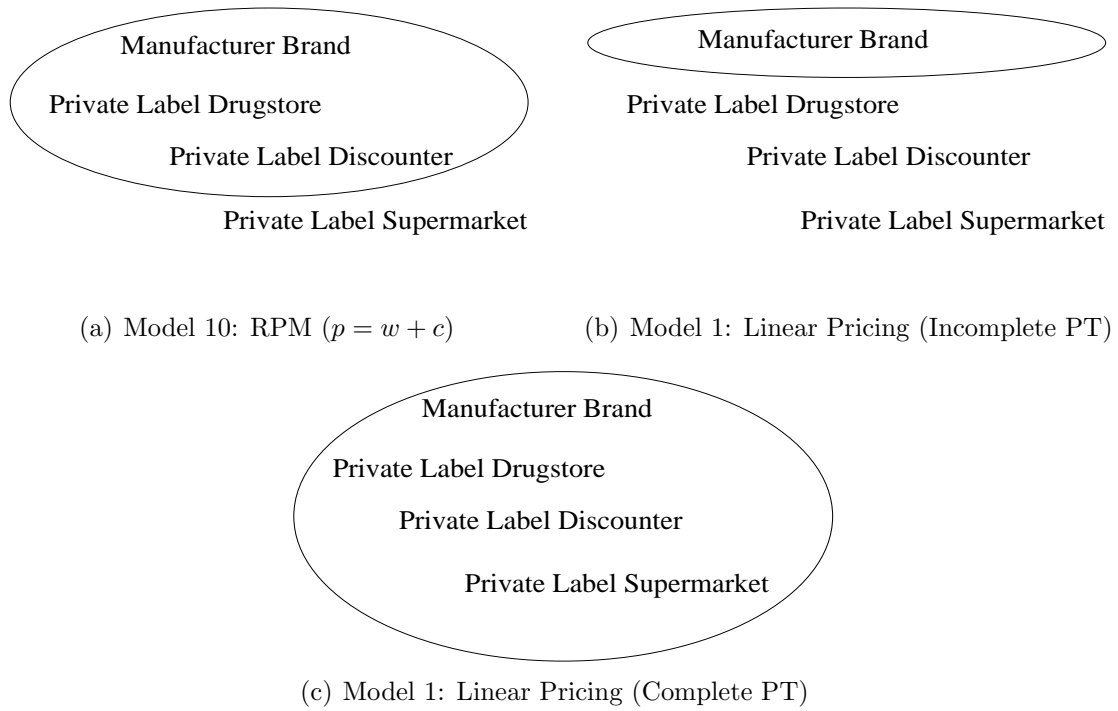 Manufacturer Brand
Private Label Drugstore
Private Label Discounter
Private Label Supermarket
(a) Model 10: RPM (p = w + c)
Manufacturer Brand
Private Label Drugstore
Private Label Discounter
Private Label Supermarket
(b) Model 1: Linear Pricing (Incomplete PT)
Manufacturer Brand
Private Label Drugstore
Private Label Discounter
Private Label Supermarket
(c) Model 1: Linear Pricing (Complete PT)